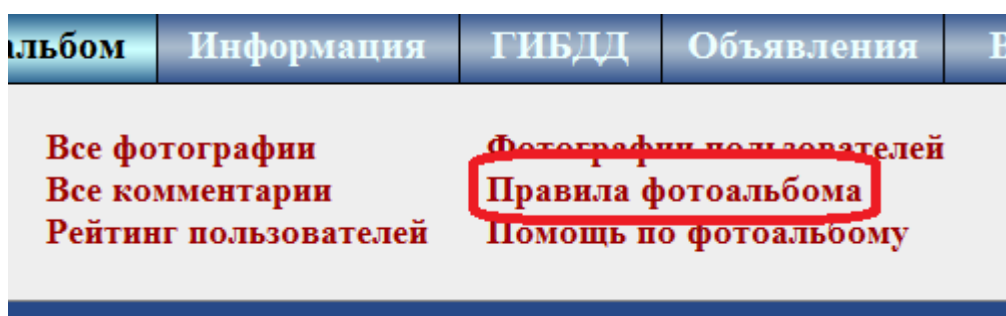 альбом Информация ГИБДД Объявления В
Все фотографии Фотографии пользователей
Все комментарии Правила фотоальбома
Рейтинг пользователей Помощь по фотоальбому